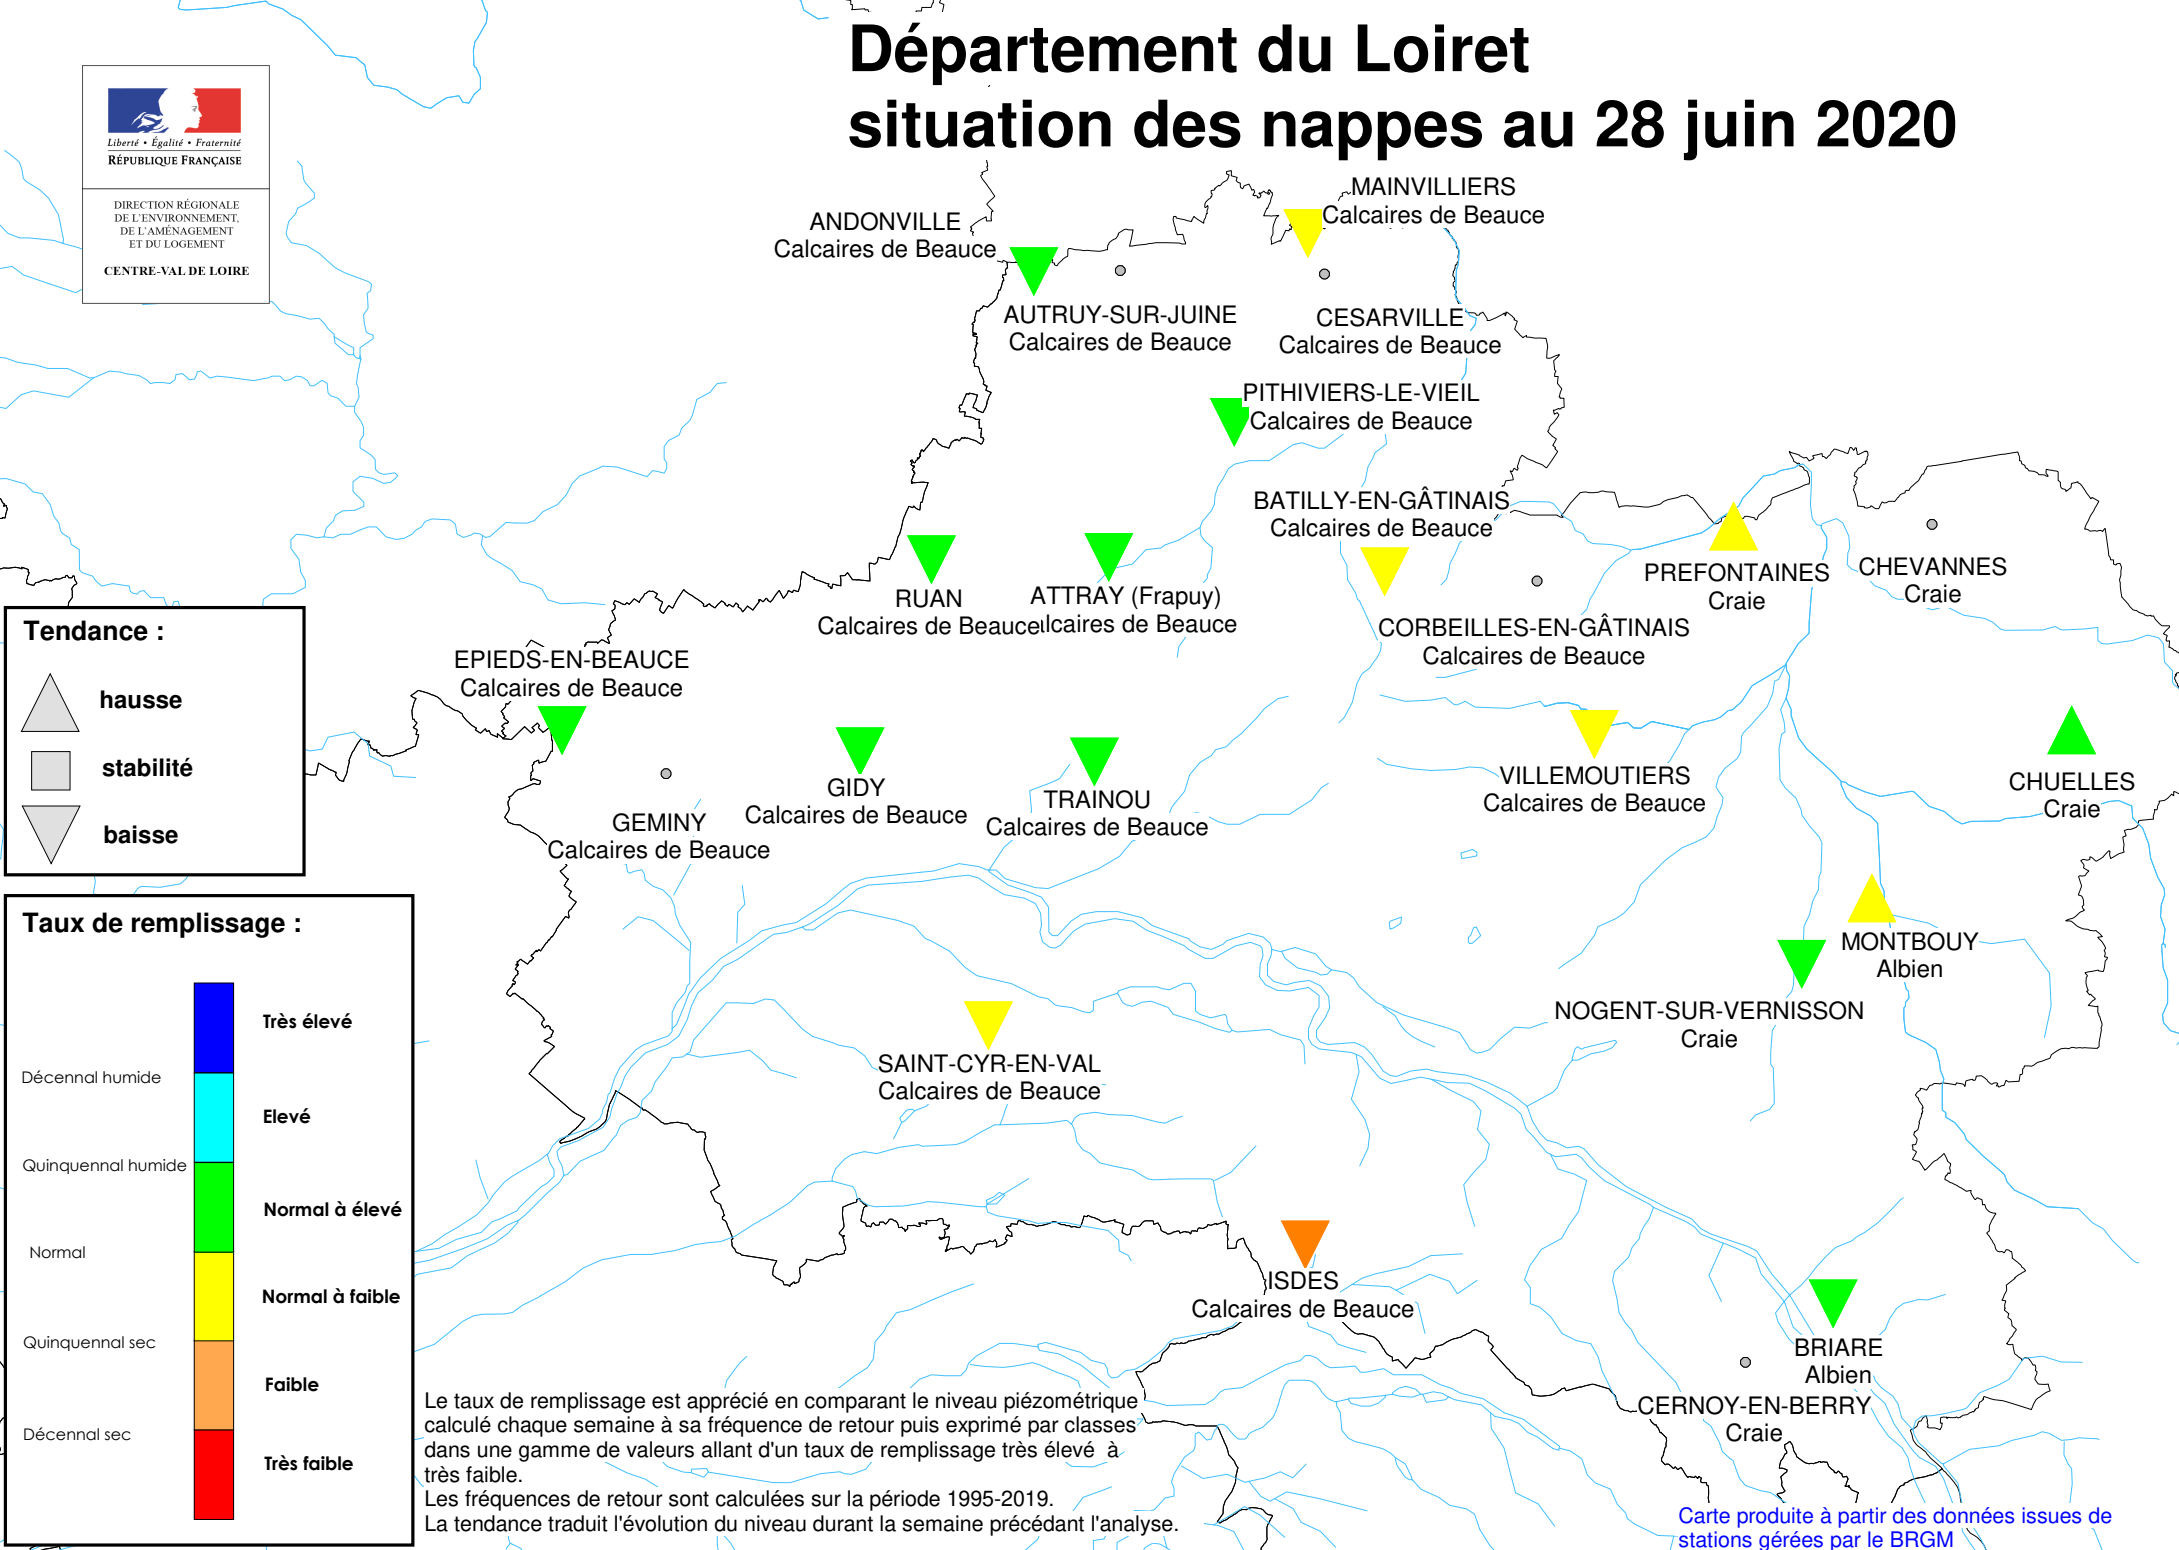 Département du Loiret
situation des nappes au 28 juin 2020
Liberté • Égalité • Fraternité
RÉPUBLIQUE FRANÇAISE
DIRECTION RÉGIONALE
DE L'ENVIRONNEMENT,
DE L'AMÉNAGEMENT
ET DU LOGEMENT
CENTRE-VAL DE LOIRE
MAINVILLIERS
Calcaires de Beauce
ANDONVILLE
Calcaires de Beauce
AUTRUY-SUR-JUINE
Calcaires de Beauce
CESARVILLE
Calcaires de Beauce
PITHIVIERS-LE-VIEIL
Calcaires de Beauce
BATILLY-EN-GÂTINAIS
Calcaires de Beauce
PREFONTAINES
Craie
CHEVANNES
Craie
RUAN
Calcaires de Beauce
ATTRAY (Frapuy)
alcaires de Beauce
CORBEILLES-EN-GÂTINAIS
Calcaires de Beauce
EPIEDS-EN-BEAUCE
Calcaires de Beauce
GEMINY
Calcaires de Beauce
GIDY
Calcaires de Beauce
TRAINOU
Calcaires de Beauce
VILLEMOUTIERS
Calcaires de Beauce
CHUELLES
Craie
MONTBOUY
Albien
NOGENT-SUR-VERNISSON
Craie
SAINT-CYR-EN-VAL
Calcaires de Beauce
ISDES
Calcaires de Beauce
BRIARE
Albien
CERNOY-EN-BERRY
Craie
Tendance :
hausse
stabilité
baisse
Taux de remplissage :
Très élevé
Décennal humide
Elevé
Quinquennal humide
Normal à élevé
Normal
Normal à faible
Quinquennal sec
Faible
Décennal sec
Très faible
Le taux de remplissage est apprécié en comparant le niveau piézométrique
calculé chaque semaine à sa fréquence de retour puis exprimé par classes
dans une gamme de valeurs allant d'un taux de remplissage très élevé à
très faible.
Les fréquences de retour sont calculées sur la période 1995-2019.
La tendance traduit l'évolution du niveau durant la semaine précédant l'analyse.
Carte produite à partir des données issues de
stations gérées par le BRGM